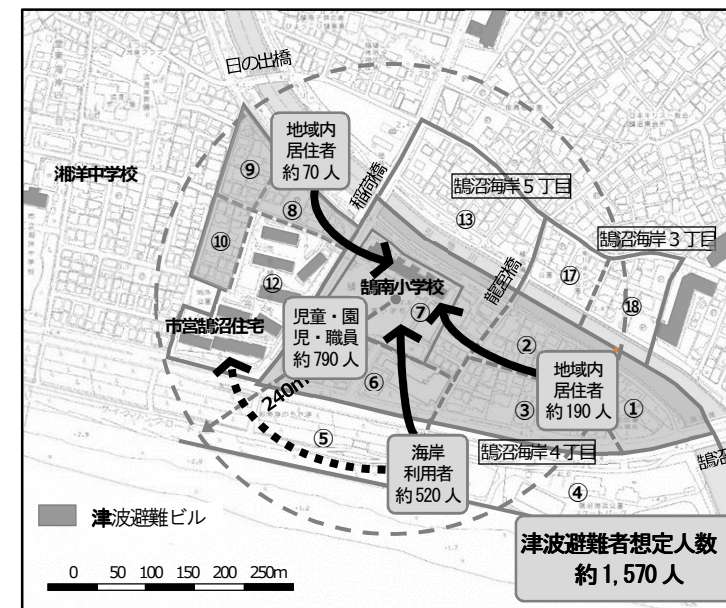 日の出橋
地域内
居住者
約70人
湘洋中学校
⑨
⑧
稲荷橋
鵠沼海岸5丁目
⑬
鵠沼海岸3丁目
⑩
⑫
鵠南小学校
⑦
龍宮橋
⑰
⑱
市営鵠沼住宅
児童・園
児・職員
約790人
②
地域内
居住者
約190人
①
240m
⑥
③
⑤
海岸
利用者
約520人
鵠沼海岸4丁目
鵠沼
④
津波避難ビル
津波避難者想定人数
約1,570人
0 50 100 150 200 250m